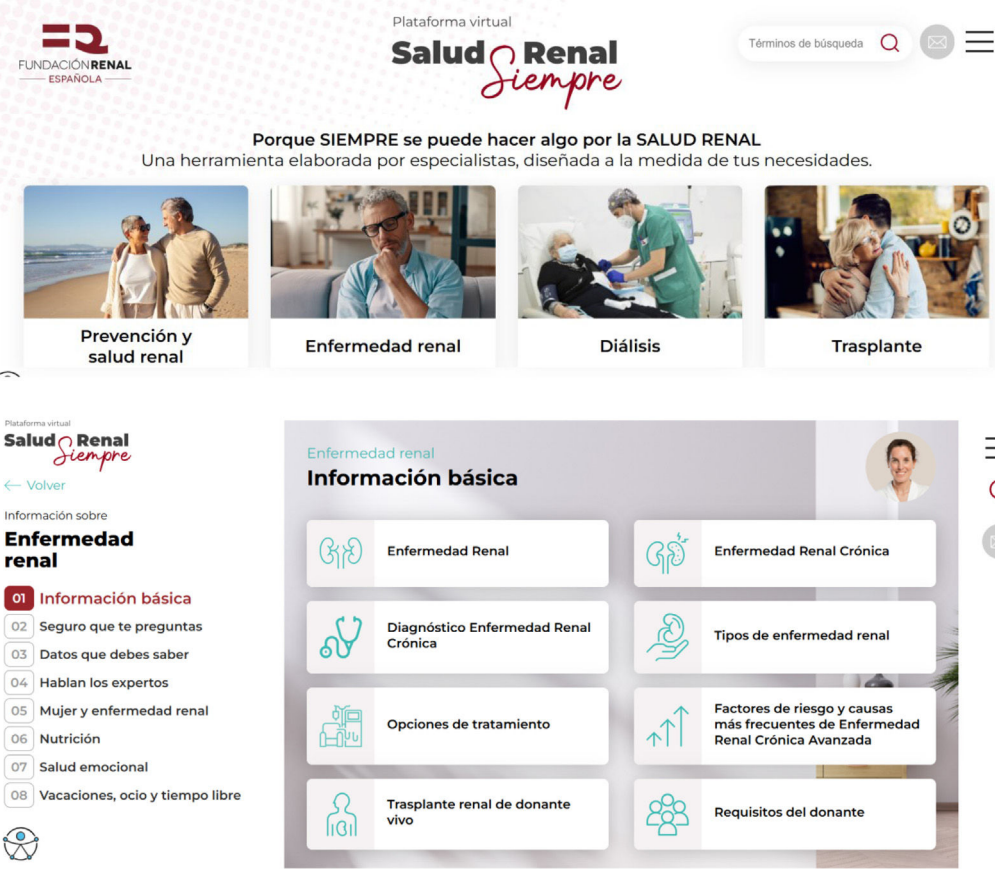 FUNDACIÓN RENAL
ESPAÑOLA
Plataforma virtual
Salud Renal
Siempre
Términos de búsqueda
Porque SIEMPRE se puede hacer algo por la SALUD RENAL
Una herramienta elaborada por especialistas, diseñada a la medida de tus necesidades.
Prevención y
salud renal
Enfermedad renal
Diálisis
Trasplante
Plataforma virtual
Salud Renal
Siempre
← Volver
Información sobre
Enfermedad
renal
01 Información básica
02 Seguro que te preguntas
03 Datos que debes saber
04 Hablan los expertos
05 Mujer y enfermedad renal
06 Nutrición
07 Salud emocional
08 Vacaciones, ocio y tiempo libre
Enfermedad renal
Información básica
Enfermedad Renal
Enfermedad Renal Crónica
Diagnóstico Enfermedad Renal
Crónica
Tipos de enfermedad renal
Opciones de tratamiento
Factores de riesgo y causas
más frecuentes de Enfermedad
Renal Crónica Avanzada
Trasplante renal de donante
vivo
Requisitos del donante